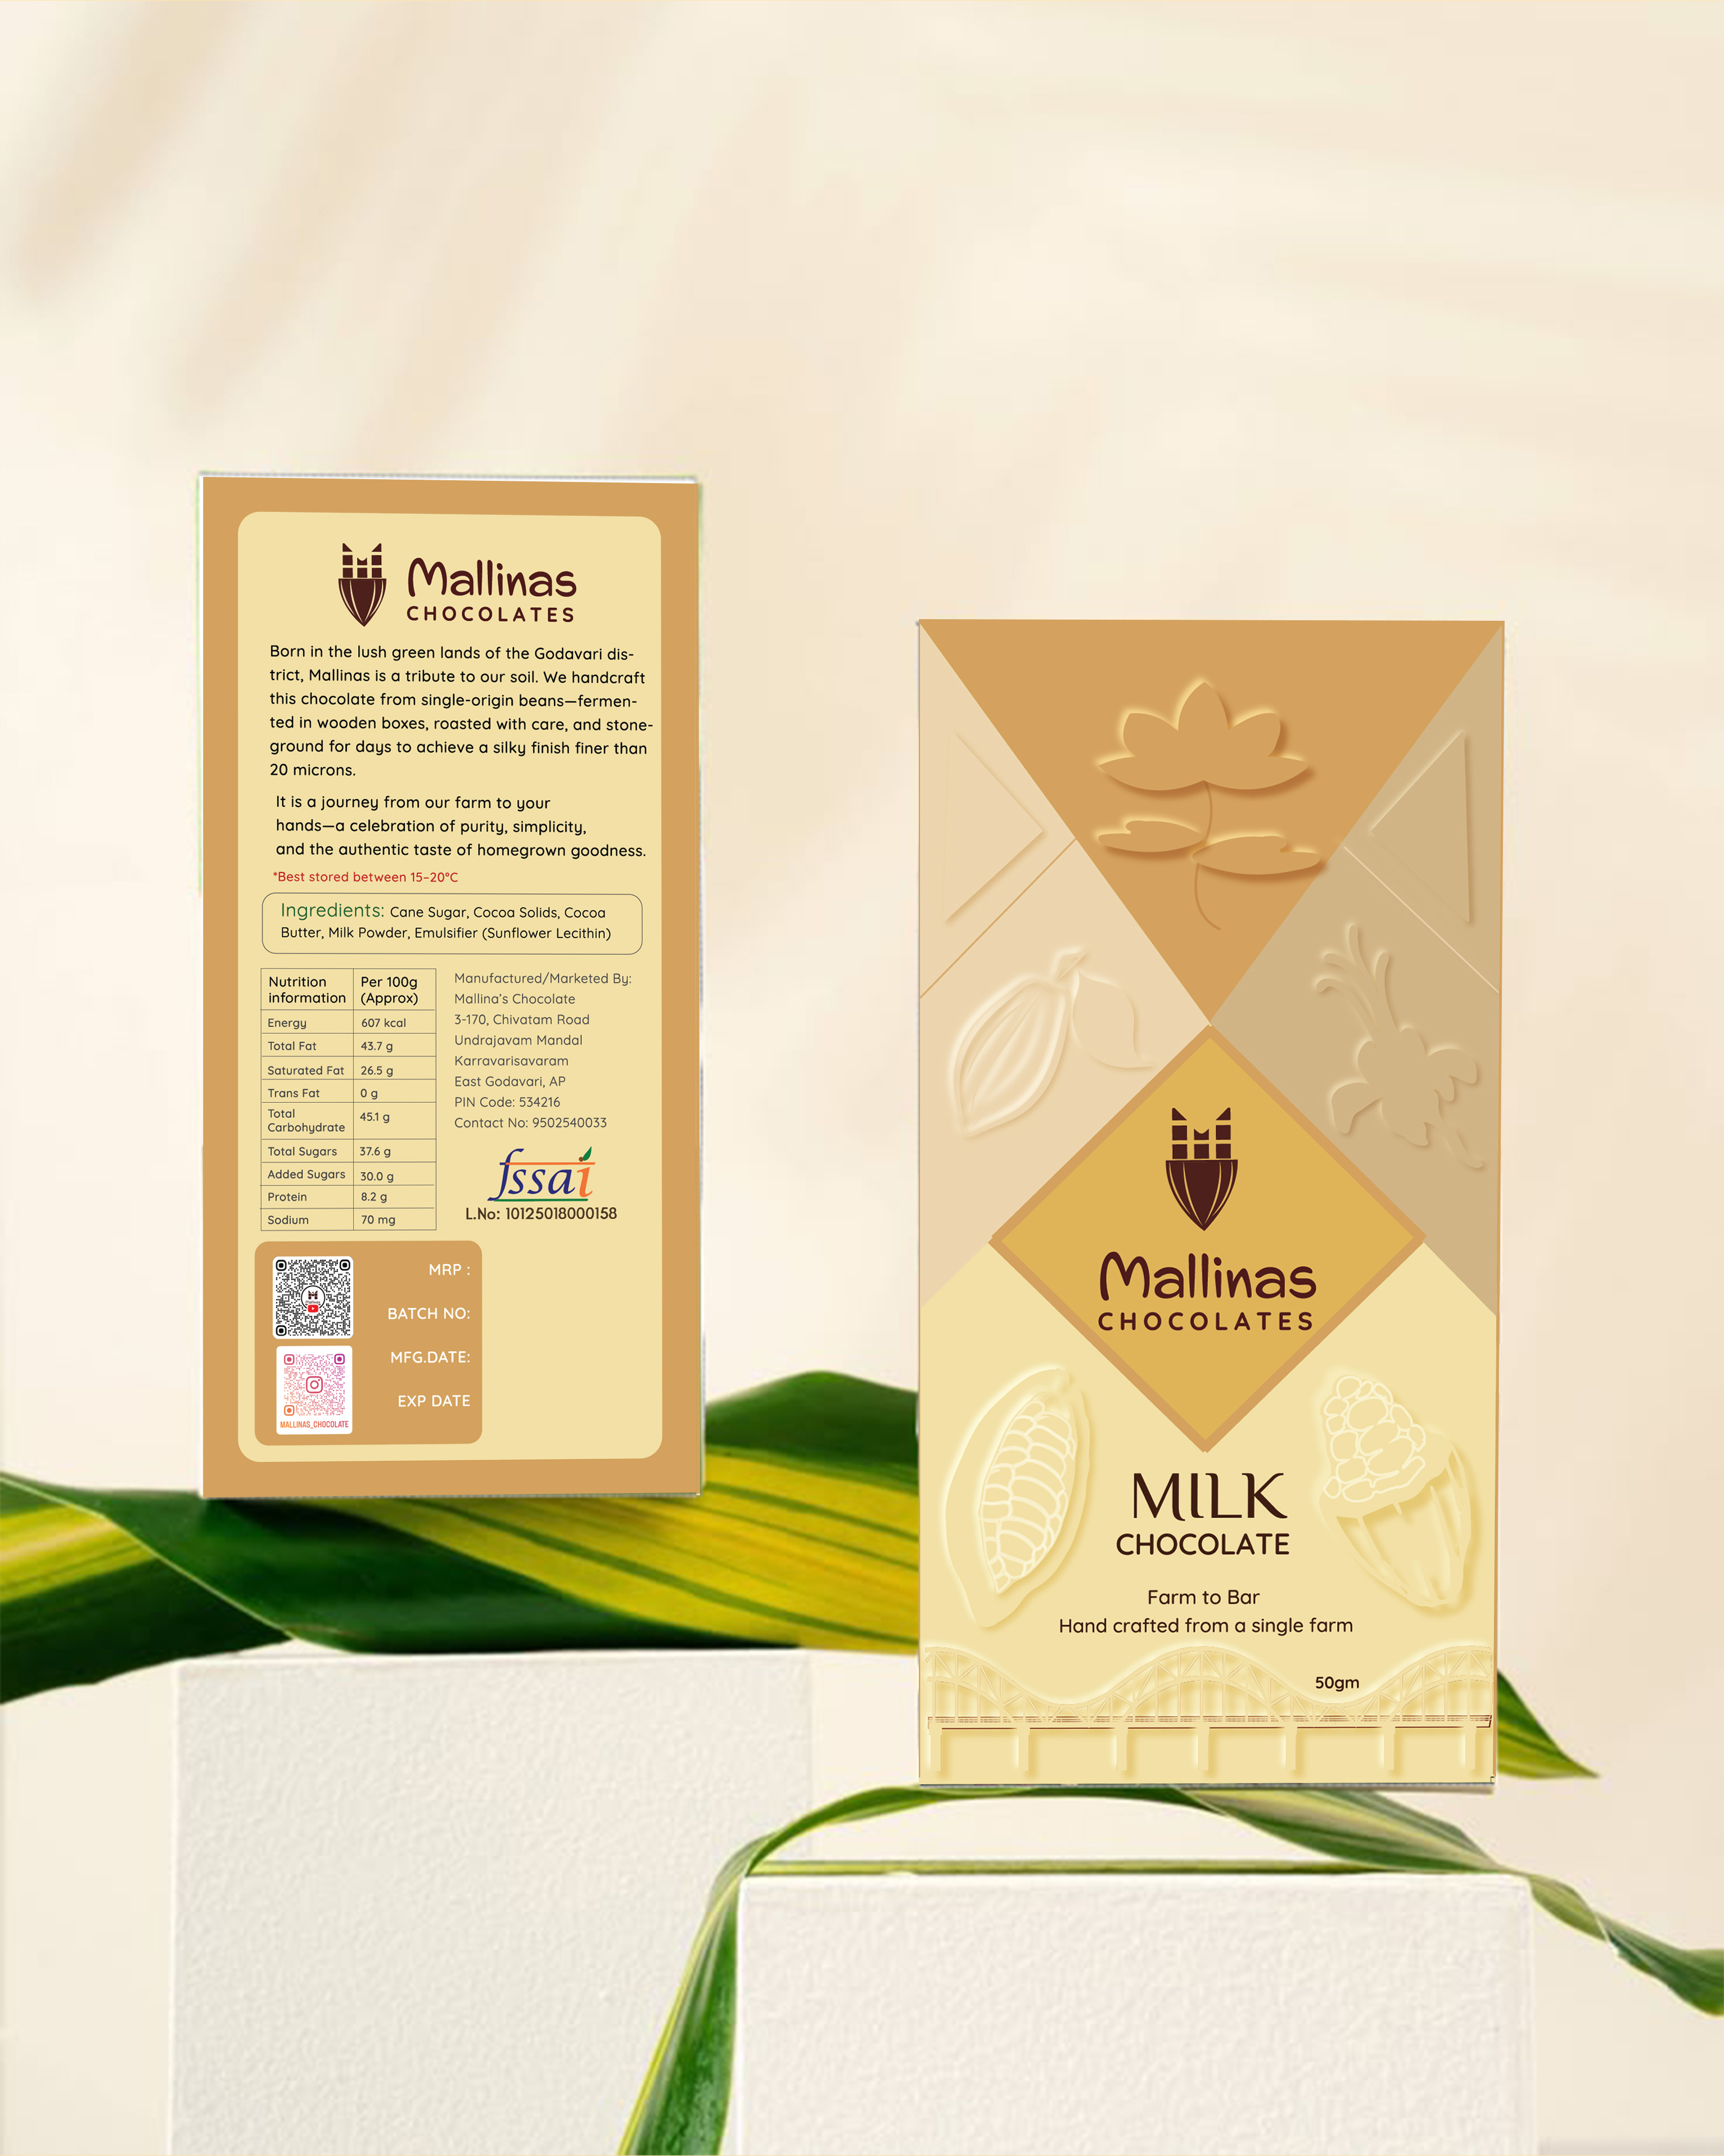 Mallinas
CHOCOLATES
Born in the lush green lands of the Godavari dis-
trict, Mallinas is a tribute to our soil. We handcraft
this chocolate from single-origin beans—fermen-
ted in wooden boxes, roasted with care, and stone-
ground for days to achieve a silky finish finer than
20 microns.
It is a journey from our farm to your
hands—a celebration of purity, simplicity,
and the authentic taste of homegrown goodness.
*Best stored between 15–20°C
Ingredients: Cane Sugar, Cocoa Solids, Cocoa
Butter, Milk Powder, Emulsifier (Sunflower Lecithin)
Nutrition information Per 100g (Approx)
Energy 607 kcal
Total Fat 43.7 g
Saturated Fat 26.5 g
Trans Fat 0 g
Total Carbohydrate 45.1 g
Total Sugars 37.6 g
Added Sugars 30.0 g
Protein 8.2 g
Sodium 70 mg
Manufactured/Marketed By:
Mallina's Chocolate
3-170, Chivatam Road
Undrajavam Mandal
Karravarisavaram
East Godavari, AP
PIN Code: 534216
Contact No: 9502540033
fssai
L.No: 10125018000158
MRP :
BATCH NO:
MFG.DATE:
EXP DATE
MALLINAS_CHOCOLATE
Mallinas
CHOCOLATES
MILK
CHOCOLATE
Farm to Bar
Hand crafted from a single farm
50gm